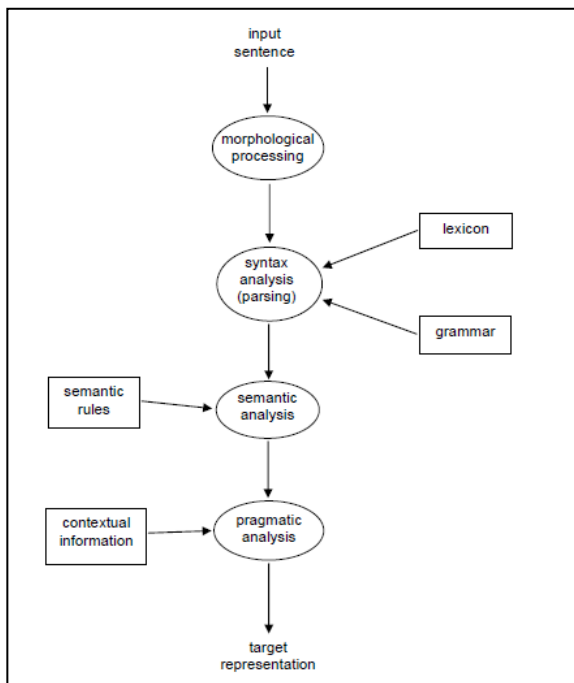 input
sentence
morphological
processing
lexicon
syntax
analysis
(parsing)
grammar
semantic
rules
semantic
analysis
contextual
information
pragmatic
analysis
target
representation